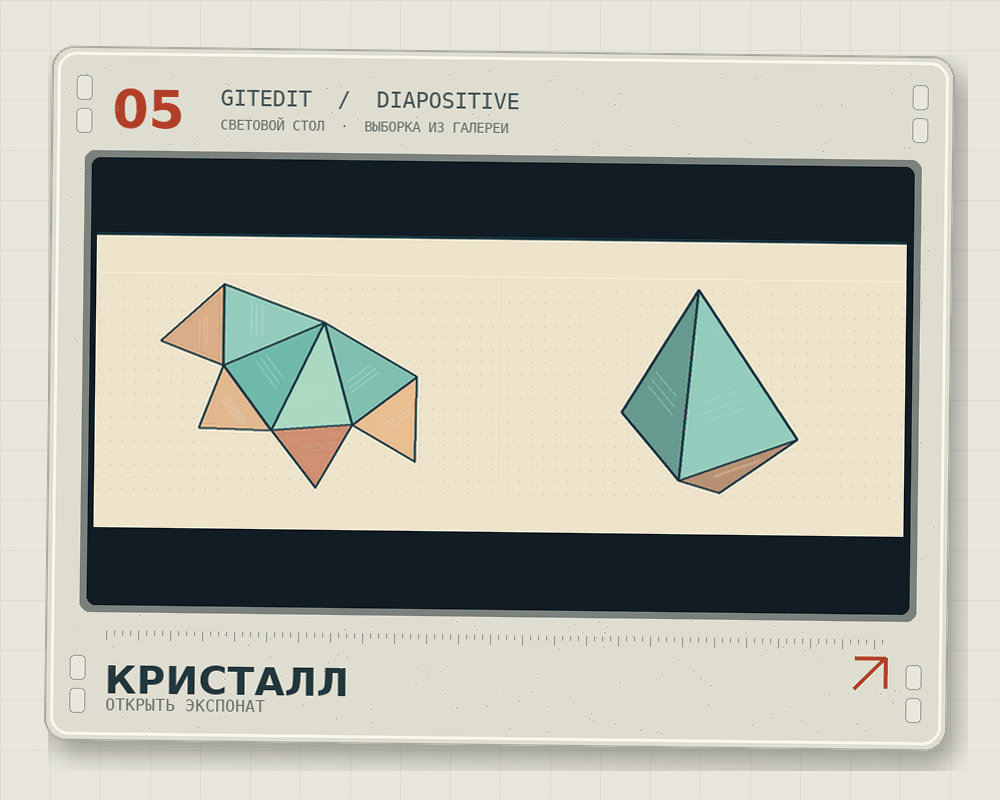 05
GITEDIT / DIAPOSITIVE
СВЕТОВОЙ СТОЛ · ВЫБОРКА ИЗ ГАЛЕРЕИ
КРИСТАЛЛ
ОТКРЫТЬ ЭКСПОНАТ